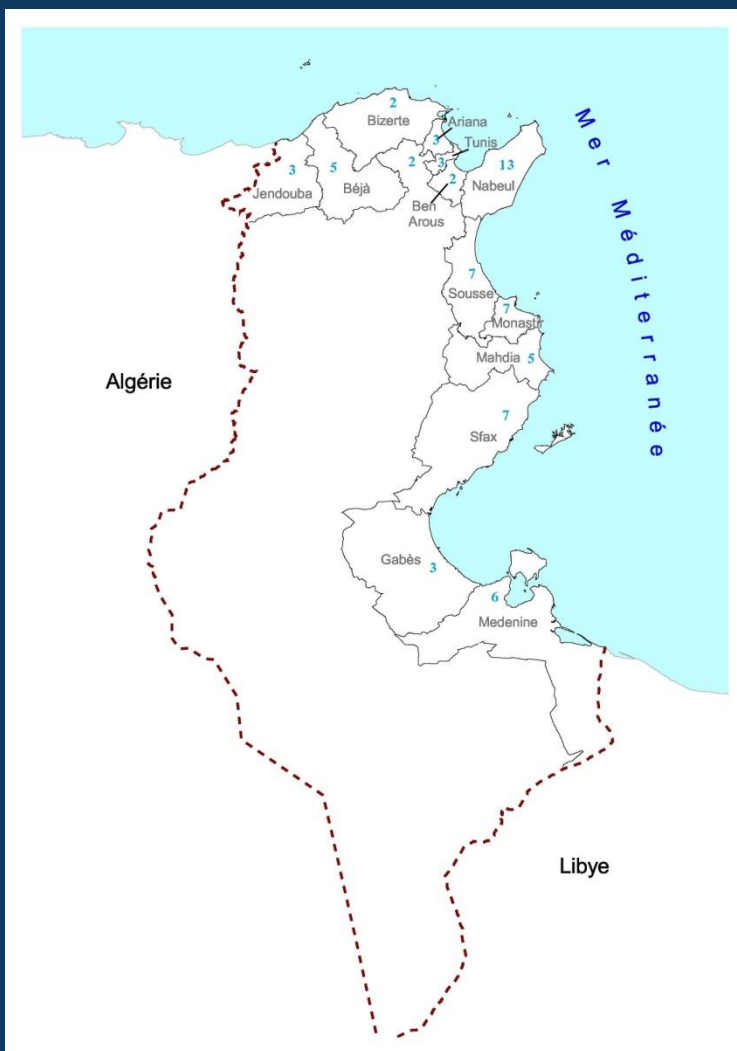 2
Bizerte
Ariana
3
Tunis
3
Jendouba
5
Béjà
2
3
2
Ben
Arous
13
Nabeul
7
Sousse
7
Monastir
Mahdia
5
7
Sfax
Gabès
3
6
Medenine
Algérie
Libye
Mer Méditerranée